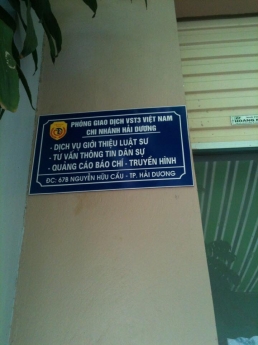 PHÒNG GIAO DỊCH VST3 VIỆT NAM
CHI NHÁNH HẢI DƯƠNG
- DỊCH VỤ GIỚI THIỆU LUẬT SƯ
- TƯ VẤN THÔNG TIN DÂN SỰ
- QUẢNG CÁO BÁO CHÍ - TRUYỀN HÌNH
ĐC: 67B NGUYỄN HỮU CẦU - TP. HẢI DƯƠNG